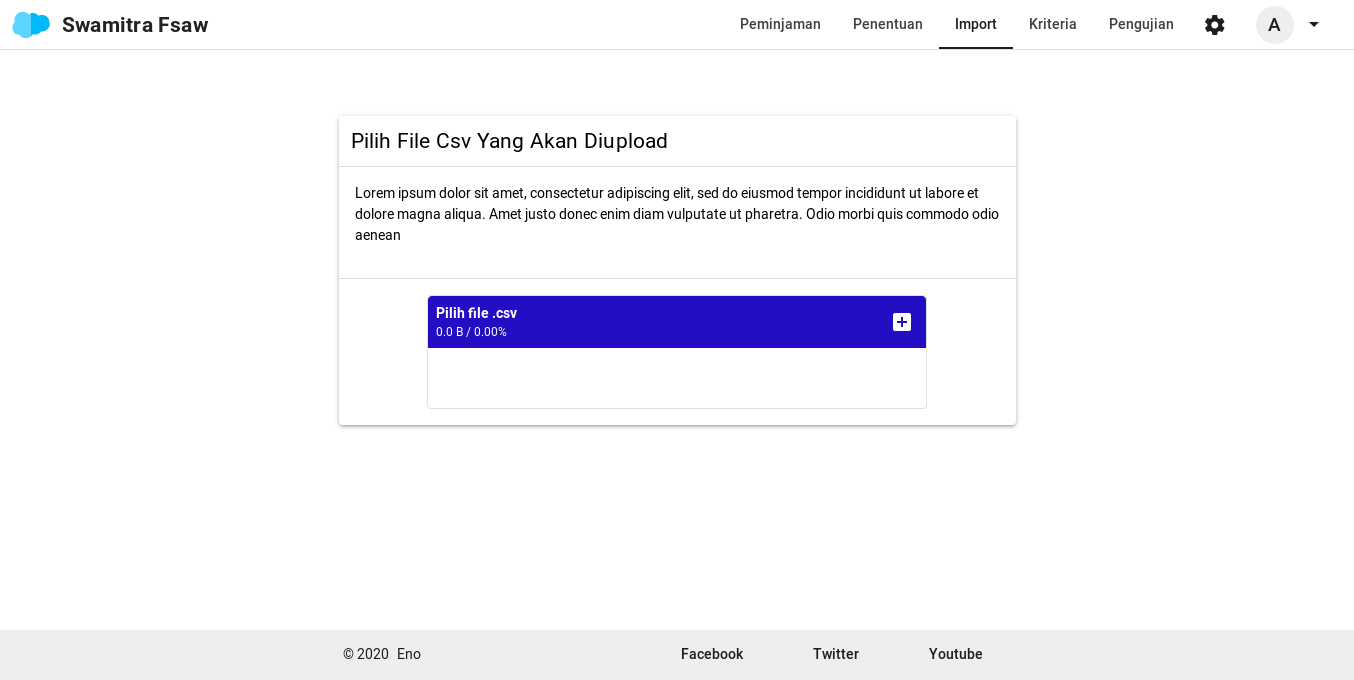 Swamitra Fsaw
Peminjaman
Penentuan
Import
Kriteria
Pengujian
A
Pilih File Csv Yang Akan Diupload
Lorem ipsum dolor sit amet, consectetur adipiscing elit, sed do eiusmod tempor incididunt ut labore et
dolore magna aliqua. Amet justo donec enim diam vulputate ut pharetra. Odio morbi quis commodo odio
aenean
Pilih file .csv
0.0 B / 0.00%
© 2020 Eno
Facebook
Twitter
Youtube